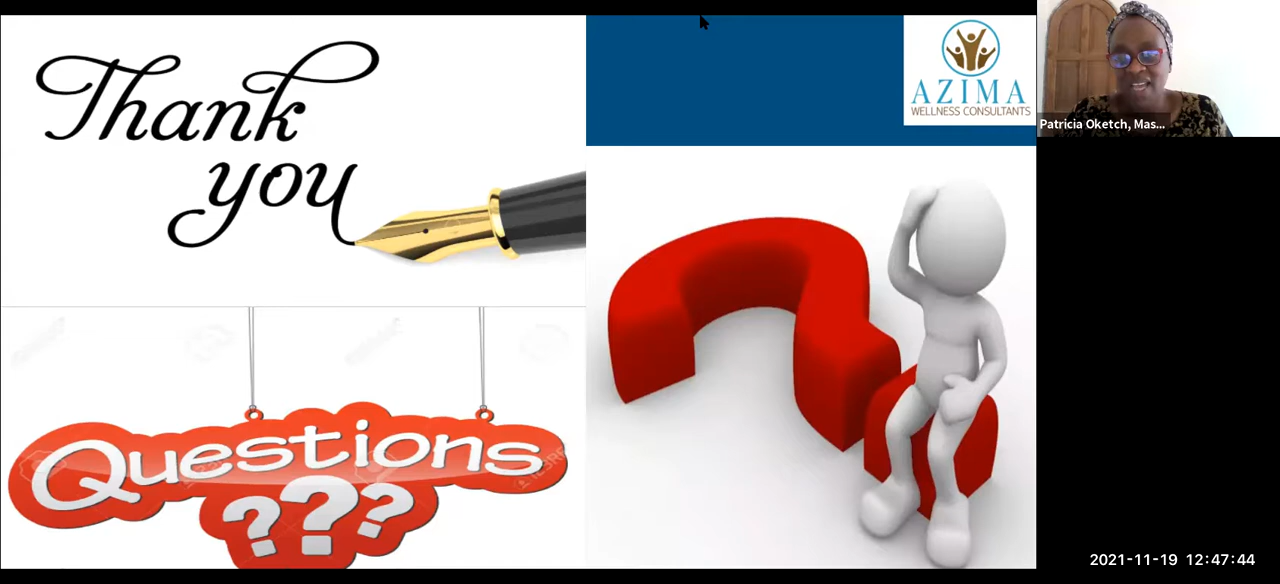 Thank
you
AZIMA
WELLNESS CONSULTANTS
Patricia Oketch, Mas...
Questions
???
2021-11-19 12:47:44